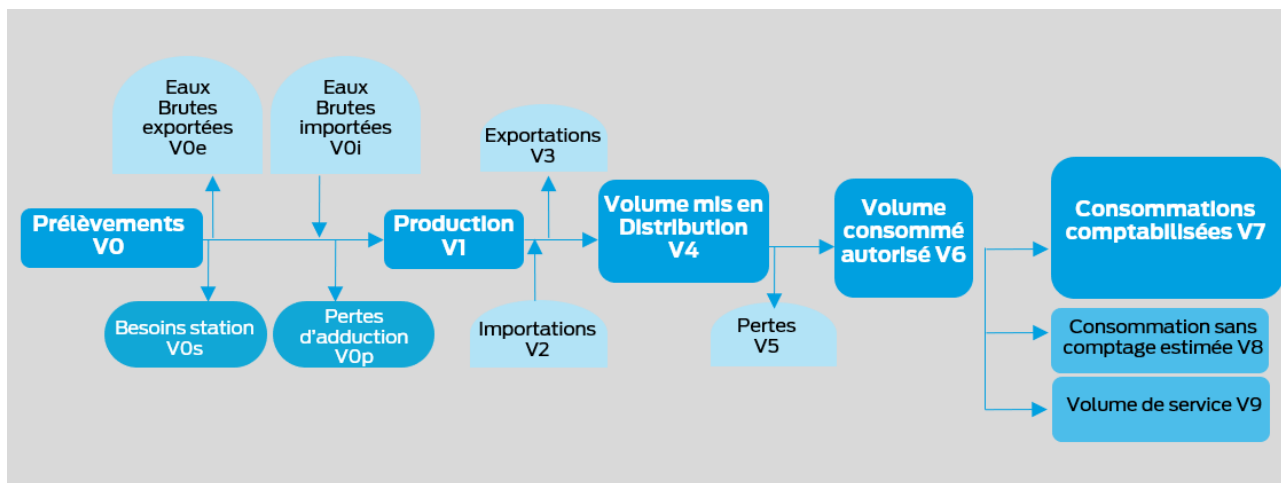 Eaux
Brutes
exportées
V0e
Eaux
Brutes
importées
V0i
Exportations
V3
Prélèvements
V0
Production
V1
Volume mis en
Distribution
V4
Volume
consommé
autorisé V6
Consommations
comptabilisées V7
Besoins station
V0s
Pertes
d'adduction
V0p
Importations
V2
Pertes
V5
Consommation sans
comptage estimée V8
Volume de service V9